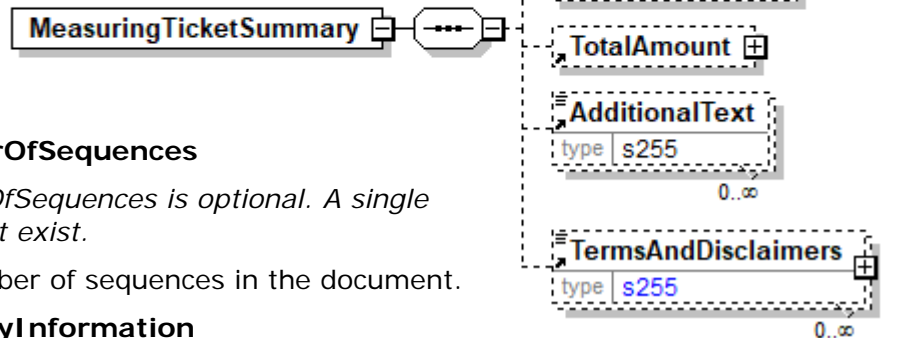 MeasuringTicketSummary
TotalAmount
AdditionalText
type s255
0..∞
rOfSequences
OfSequences is optional. A single
t exist.
TermsAndDisclaimers
type s255
ber of sequences in the document.
0..∞
yInformation